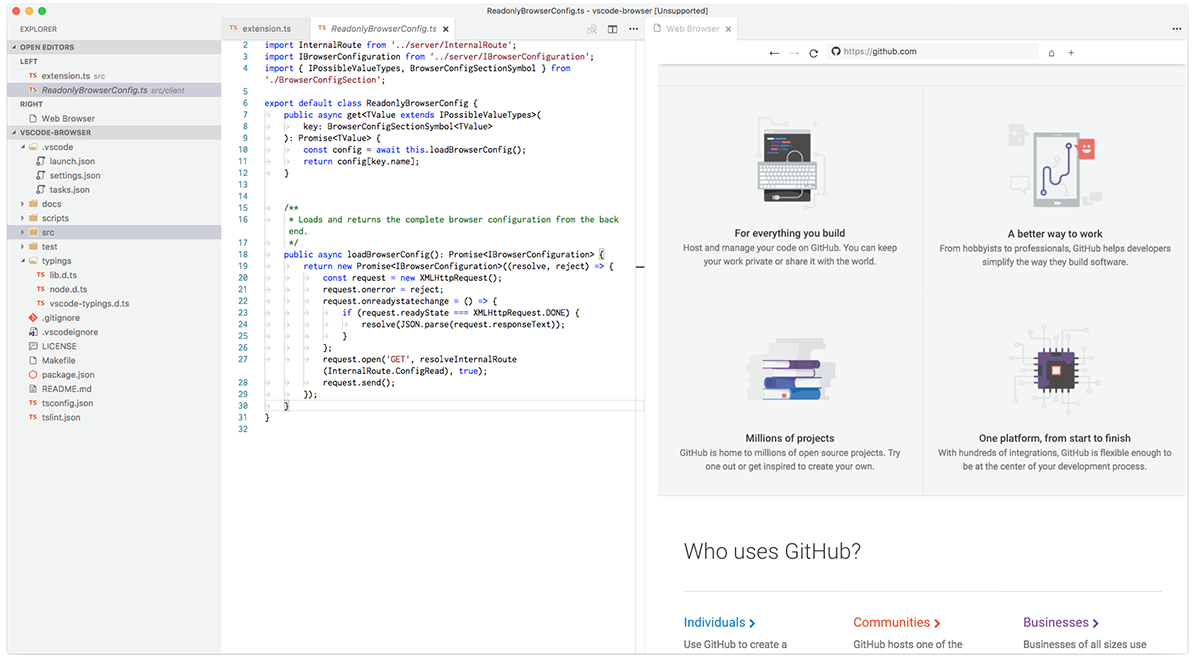 ReadonlyBrowserConfig.ts - vscode-browser [Unsupported]
EXPLORER
OPEN EDITORS
LEFT
TS extension.ts src
TS ReadonlyBrowserConfig.ts src/client
RIGHT
Web Browser
VSCODE-BROWSER
.vscode
launch.json
settings.json
tasks.json
docs
scripts
src
test
typings
TS lib.d.ts
TS node.d.ts
TS vscode-typings.d.ts
.gitignore
.vscodeignore
LICENSE
Makefile
package.json
README.md
TS tsconfig.json
TS tslint.json
TS extension.ts
TS ReadonlyBrowserConfig.ts
2 import InternalRoute from '../server/InternalRoute';
3 import IBrowserConfiguration from '../server/IBrowserConfiguration';
4 import { IPossibleValueTypes, BrowserConfigSectionSymbol } from
'./BrowserConfigSection';
5
6 export default class ReadonlyBrowserConfig {
7 public async get<TValue extends IPossibleValueTypes>(
8 key: BrowserConfigSectionSymbol<TValue>
9 ): Promise<TValue> {
10 const config = await this.loadBrowserConfig();
11 return config[key.name];
12 }
13
14
15 /**
16 * Loads and returns the complete browser configuration from the back
end.
17 */
18 public async loadBrowserConfig(): Promise<IBrowserConfiguration> {
19 return new Promise<IBrowserConfiguration>((resolve, reject) => {
20 const request = new XMLHttpRequest();
21 request.onerror = reject;
22 request.onreadystatechange = () => {
23 if (request.readyState === XMLHttpRequest.DONE) {
24 resolve(JSON.parse(request.responseText));
25 }
26 };
27 request.open('GET', resolveInternalRoute
(InternalRoute.ConfigRead), true);
28 request.send();
29 });
30 }
31 }
32
Web Browser
https://github.com
For everything you build
Host and manage your code on GitHub. You can keep
your work private or share it with the world.
A better way to work
From hobbyists to professionals, GitHub helps developers
simplify the way they build software.
Millions of projects
GitHub is home to millions of open source projects. Try
one out or get inspired to create your own.
One platform, from start to finish
With hundreds of integrations, GitHub is flexible enough to
be at the center of your development process.
Who uses GitHub?
Individuals
Use GitHub to create a
Communities
GitHub hosts one of the
Businesses
Businesses of all sizes use